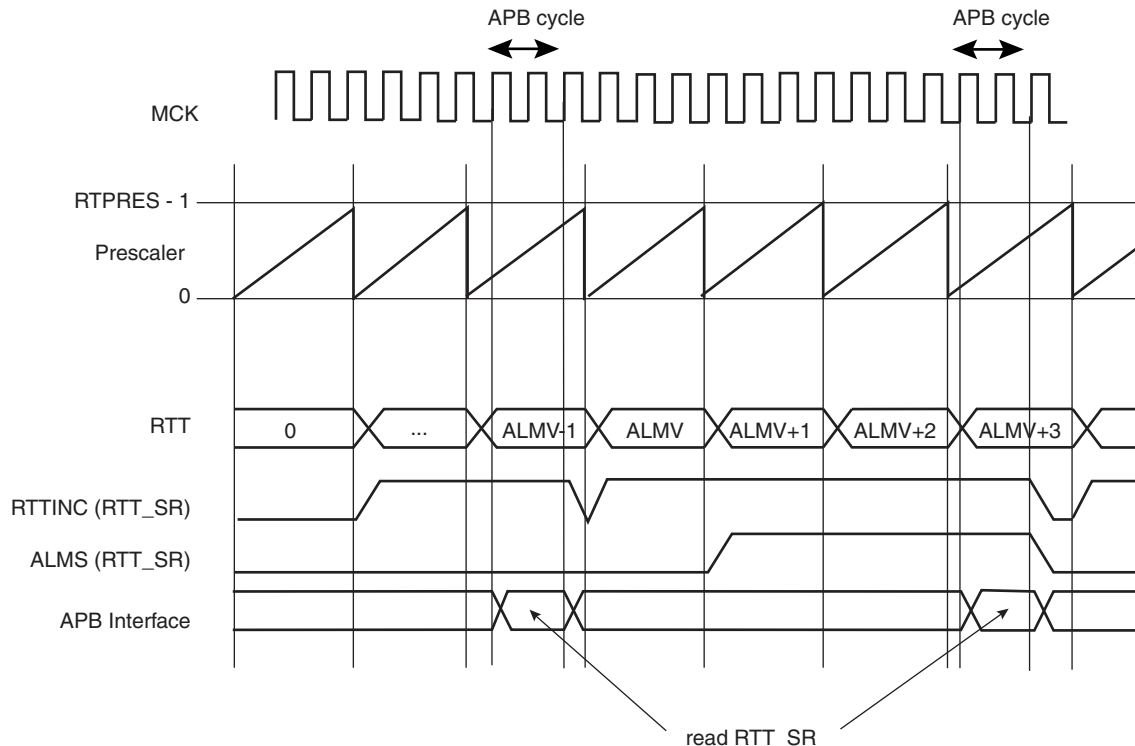 APB cycle
APB cycle
MCK
RTPRES - 1
Prescaler
0
RTT
0
...
ALMV-1
ALMV
ALMV+1
ALMV+2
ALMV+3
RTTINC (RTT_SR)
ALMS (RTT_SR)
APB Interface
read RTT_SR